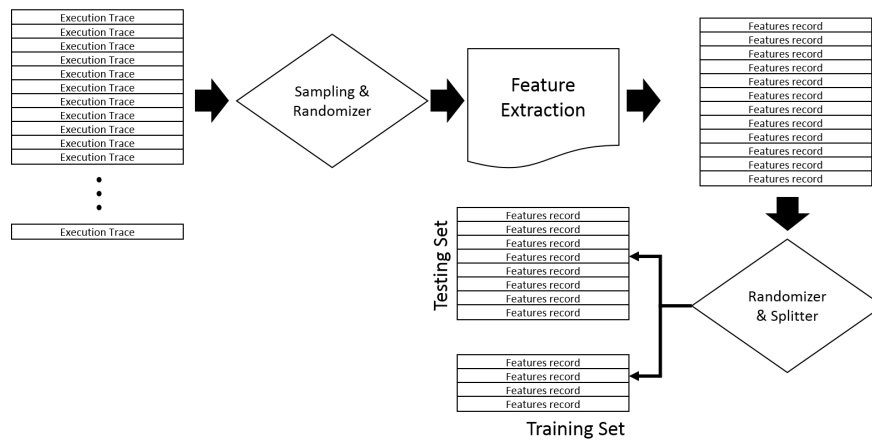 Execution Trace
Execution Trace
Execution Trace
Execution Trace
Execution Trace
Execution Trace
Execution Trace
Execution Trace
Execution Trace
Execution Trace
Execution Trace
Execution Trace
Sampling &
Randomizer
Feature
Extraction
Features record
Features record
Features record
Features record
Features record
Features record
Features record
Features record
Features record
Features record
Features record
Features record
Randomizer
& Splitter
Testing Set
Features record
Features record
Features record
Features record
Features record
Features record
Features record
Features record
Features record
Features record
Features record
Features record
Training Set